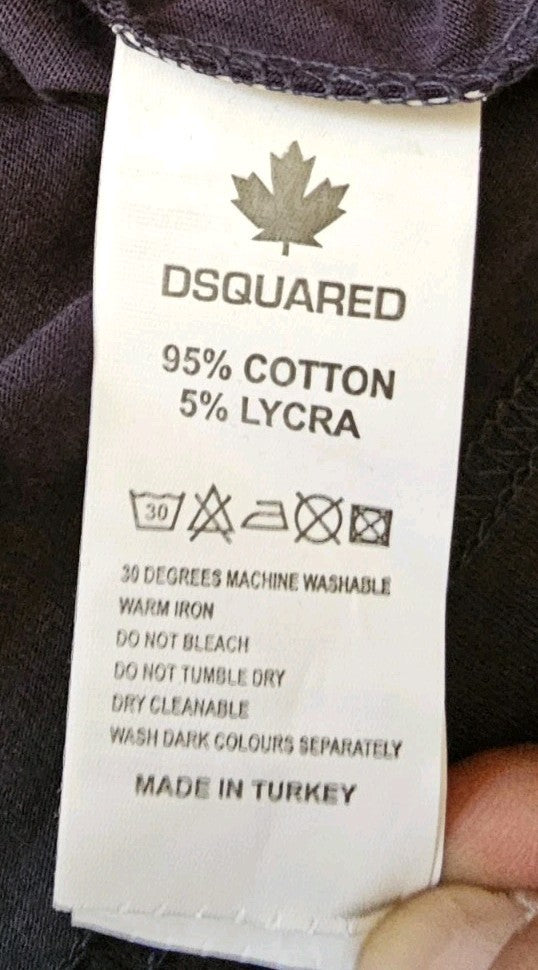 DSQUARED
95% COTTON
5% LYCRA
30
30 DEGREES MACHINE WASHABLE
WARM IRON
DO NOT BLEACH
DO NOT TUMBLE DRY
DRY CLEANABLE
WASH DARK COLOURS SEPARATELY
MADE IN TURKEY